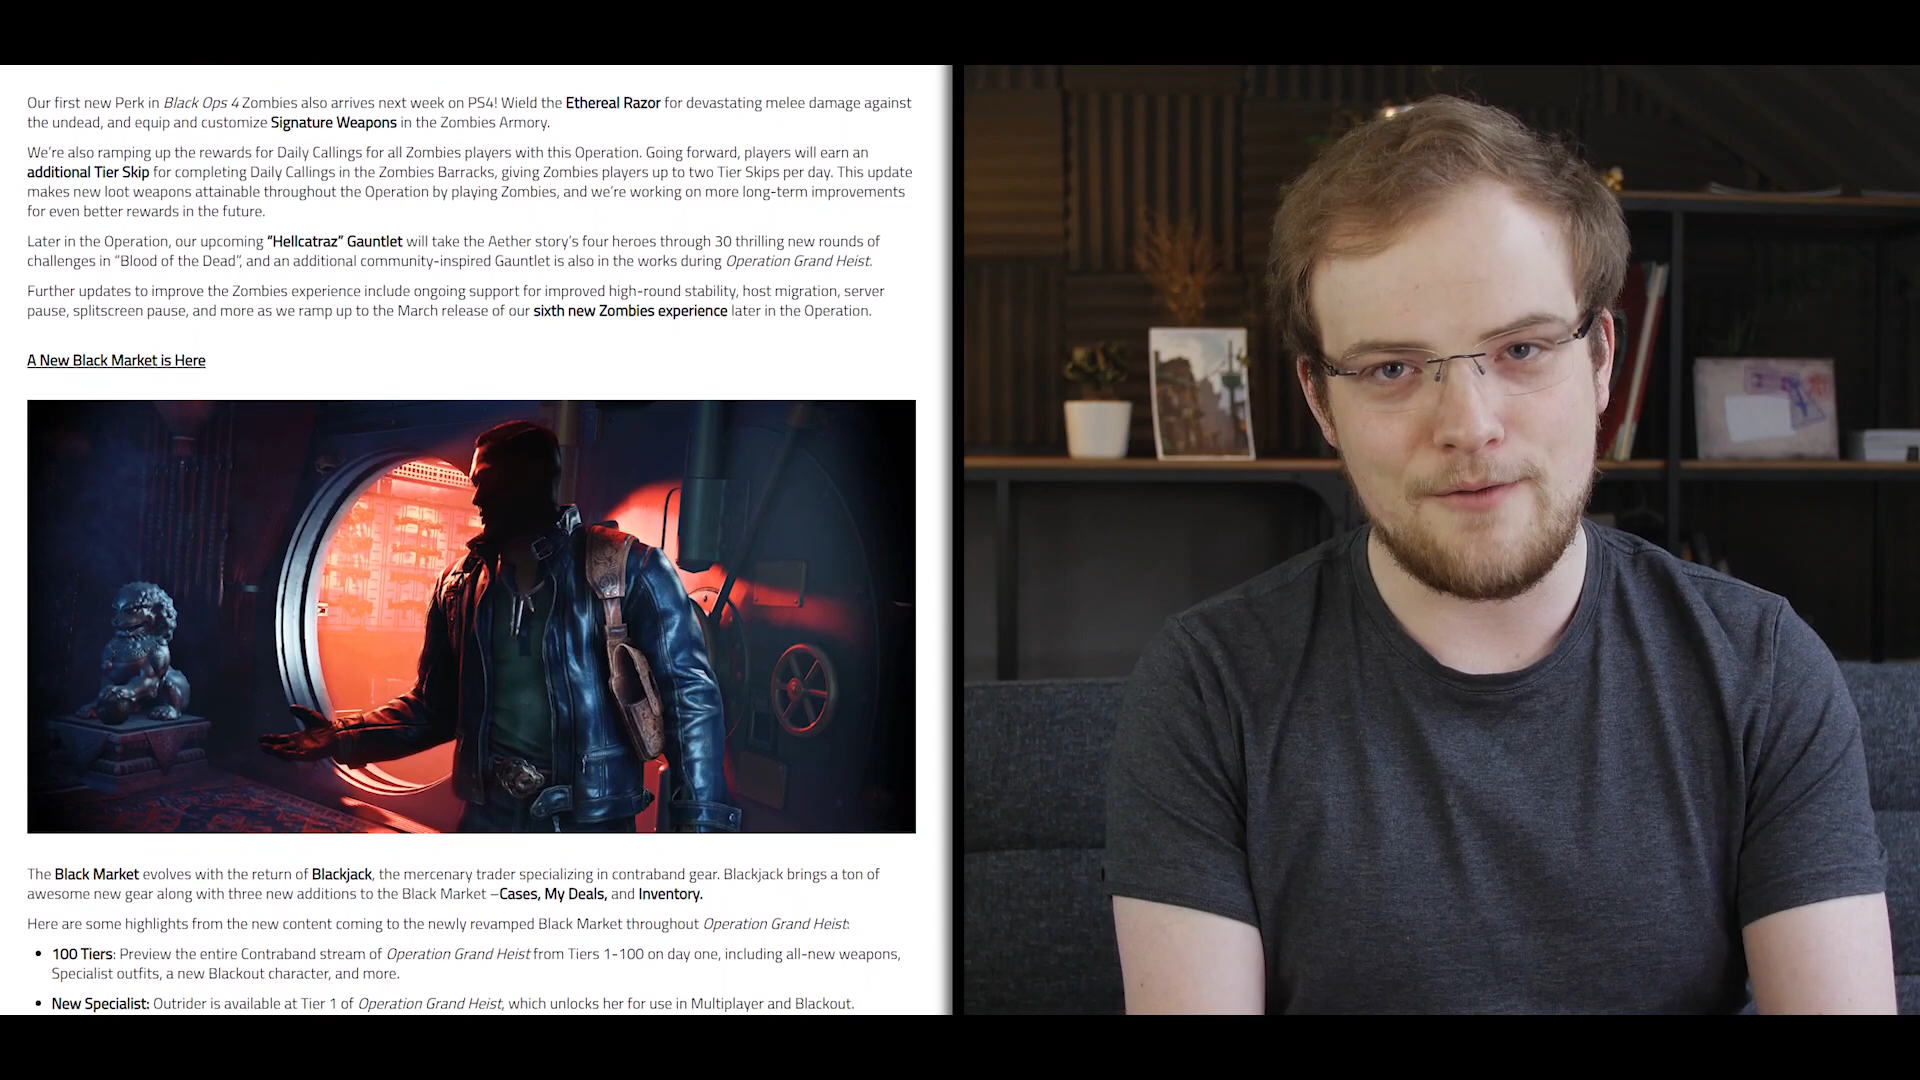 Our first new Perk in Black Ops 4 Zombies also arrives next week on PS4! Wield the Ethereal Razor for devastating melee damage against
the undead, and equip and customize Signature Weapons in the Zombies Armory.
We're also ramping up the rewards for Daily Callings for all Zombies players with this Operation. Going forward, players will earn an
additional Tier Skip for completing Daily Callings in the Zombies Barracks, giving Zombies players up to two Tier Skips per day. This update
makes new loot weapons attainable throughout the Operation by playing Zombies, and we're working on more long-term improvements
for even better rewards in the future.
Later in the Operation, our upcoming “Hellcatraz” Gauntlet will take the Aether story's four heroes through 30 thrilling new rounds of
challenges in “Blood of the Dead”, and an additional community-inspired Gauntlet is also in the works during Operation Grand Heist.
Further updates to improve the Zombies experience include ongoing support for improved high-round stability, host migration, server
pause, splitscreen pause, and more as we ramp up to the March release of our sixth new Zombies experience later in the Operation.
A New Black Market is Here
The Black Market evolves with the return of Blackjack, the mercenary trader specializing in contraband gear. Blackjack brings a ton of
awesome new gear along with three new additions to the Black Market –Cases, My Deals, and Inventory.
Here are some highlights from the new content coming to the newly revamped Black Market throughout Operation Grand Heist:
• 100 Tiers: Preview the entire Contraband stream of Operation Grand Heist from Tiers 1-100 on day one, including all-new weapons,
Specialist outfits, a new Blackout character, and more.
• New Specialist: Outrider is available at Tier 1 of Operation Grand Heist, which unlocks her for use in Multiplayer and Blackout.